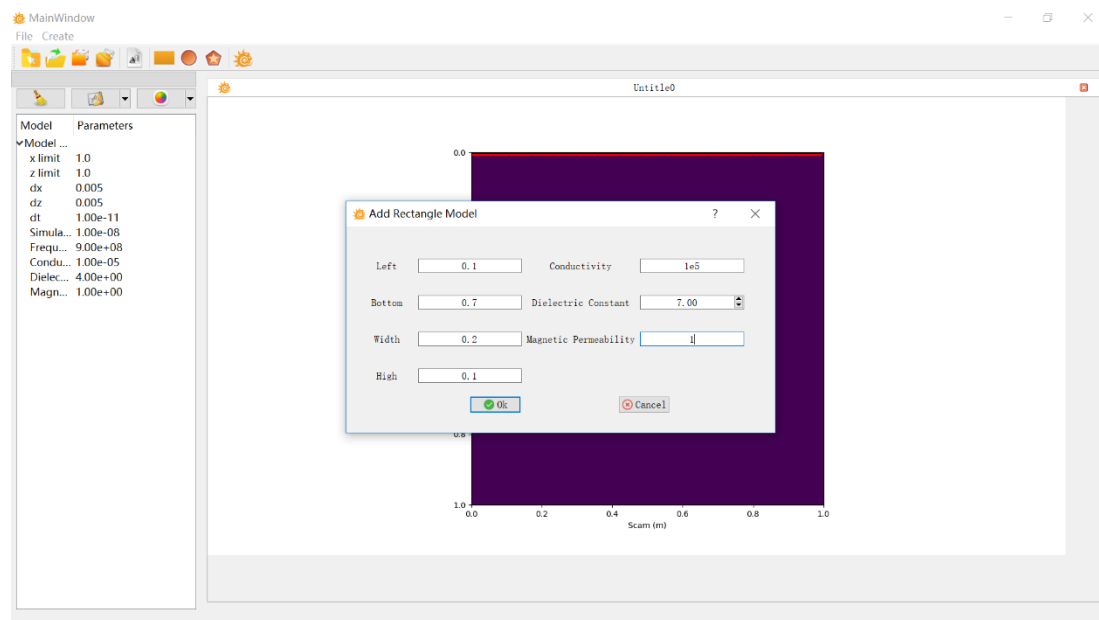 MainWindow
File Create
Untitle0
Model Parameters
Model ...
x limit 1.0
z limit 1.0
dx 0.005
dz 0.005
dt 1.00e-11
Simula... 1.00e-08
Frequ... 9.00e+08
Condu... 1.00e-05
Dielec... 4.00e+00
Magn... 1.00e+00
0.0
Add Rectangle Model ?
Left 0.1 Conductivity 1e5
Bottom 0.7 Dielectric Constant 7.00
Width 0.2 Magnetic Permeability 1
High 0.1
Ok Cancel
0.8
1.0
0.0 0.2 0.4 0.6 0.8 1.0
Scam (m)